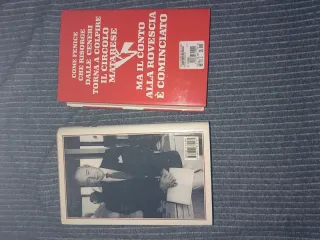 COME FENICE
CHE RISORGE
DALLE CENERI
TORNA A COLPIRE
IL CIRCOLO
MATARESE
MA IL CONTO
ALLA ROVESCIA
È COMINCIATO